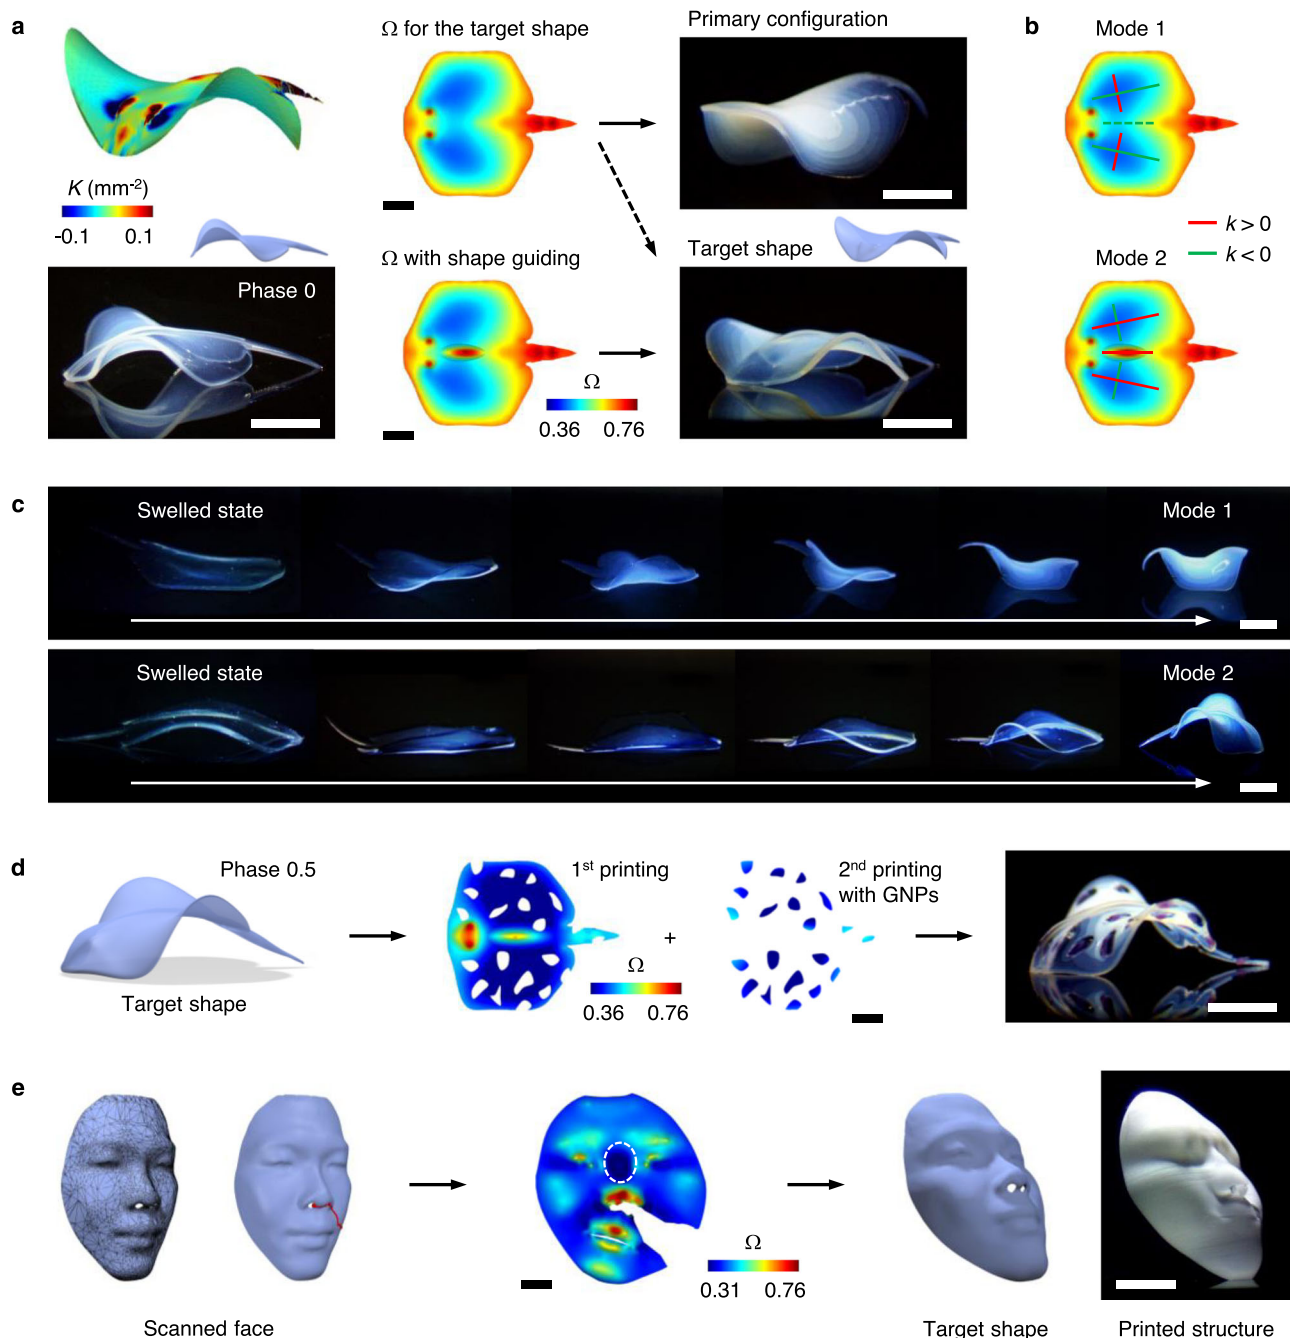 a
Ω for the target shape
Primary configuration
b
Mode 1
K (mm-2)
-0.1 0.1
k > 0
k < 0
Ω with shape guiding
Target shape
Mode 2
Phase 0
Ω
0.36 0.76
c
Swelled state
Mode 1
Swelled state
Mode 2
d
Phase 0.5
1st printing
2nd printing
with GNPs
+
Ω
0.36 0.76
Target shape
e
Ω
0.31 0.76
Scanned face
Target shape
Printed structure